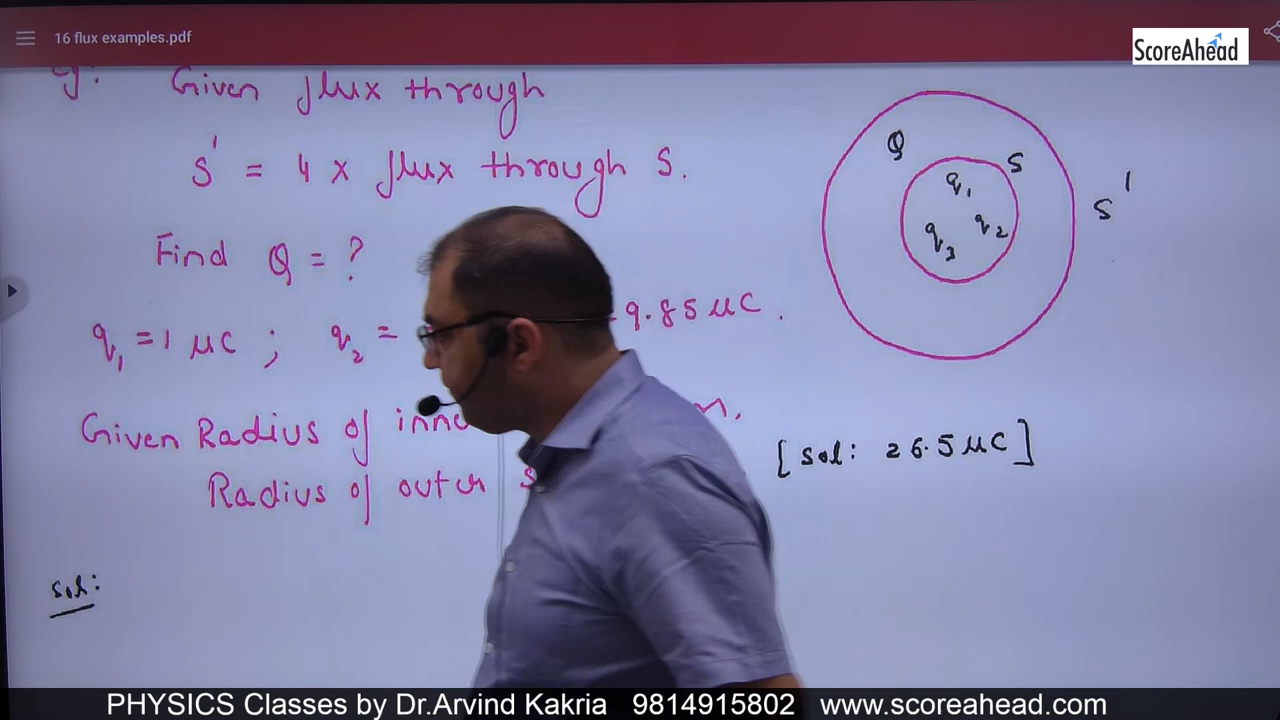 16 flux examples.pdf
ScoreAhead
Eg: Given flux through
S' = 4 x flux through S.
Find Q = ?
q1 = 1 μC ; q2 = 9.85 μC .
Given Radius of inne m.
Radius of outer s
Q
S
q1
q2
q3
S'
[ Sol: 26.5 μC ]
Sol:
PHYSICS Classes by Dr.Arvind Kakria 9814915802 www.scoreahead.com